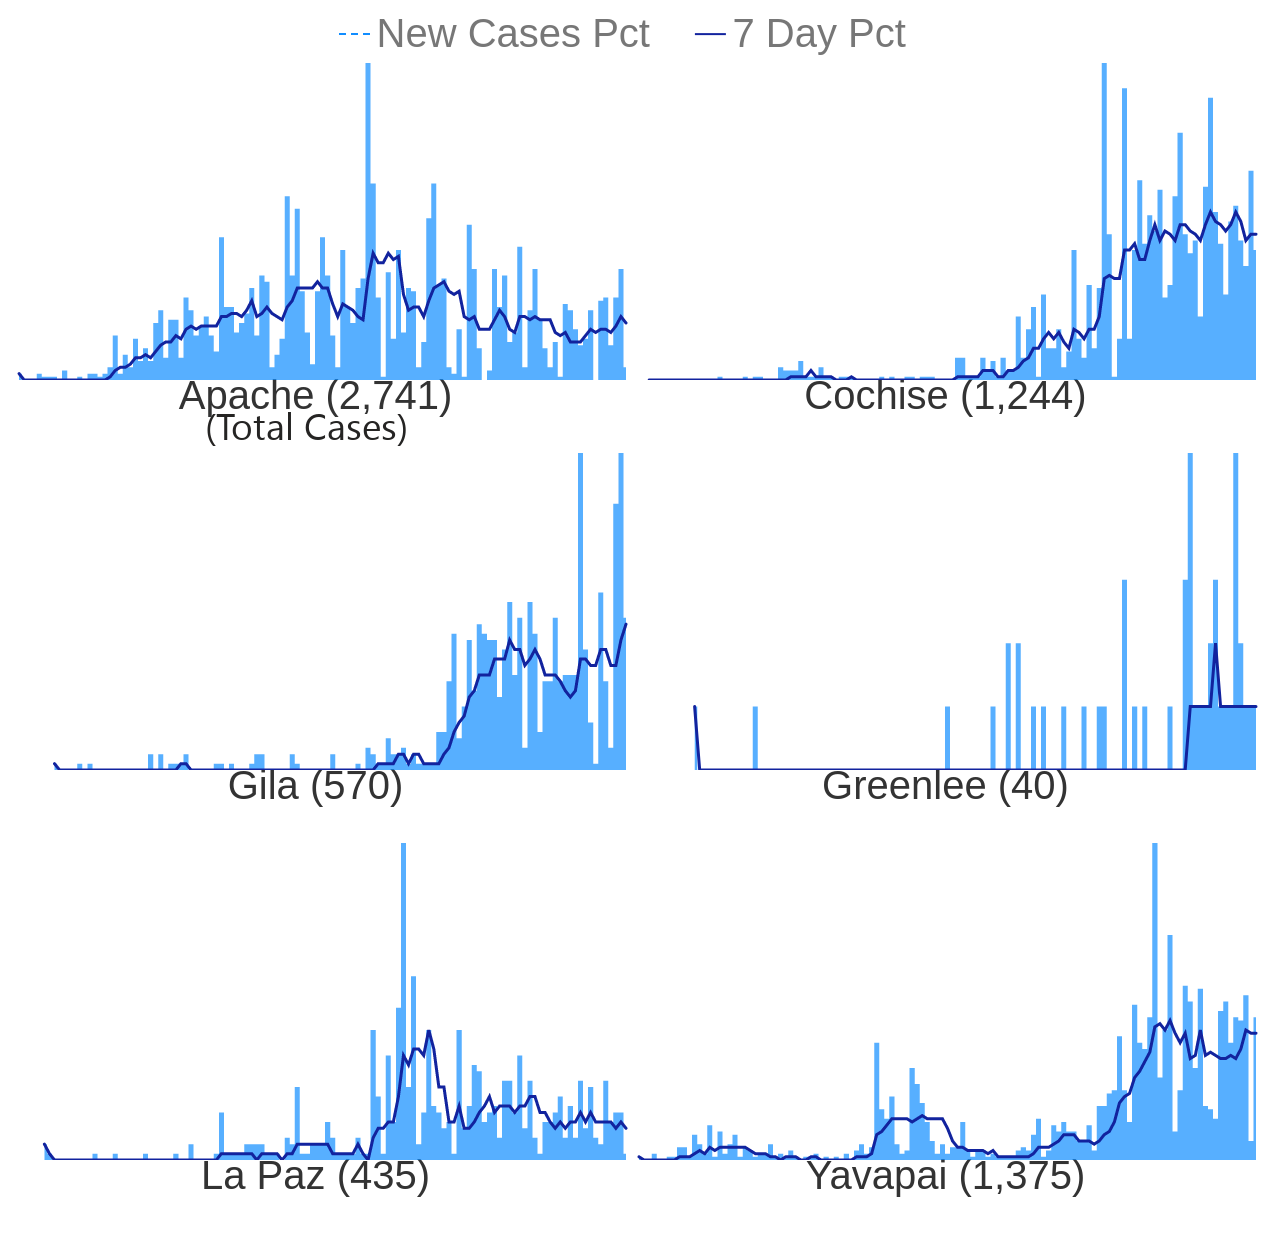 New Cases Pct 7 Day Pct
Apache (2,741) Cochise (1,244)
(Total Cases)
Gila (570) Greenlee (40)
La Paz (435) Yavapai (1,375)